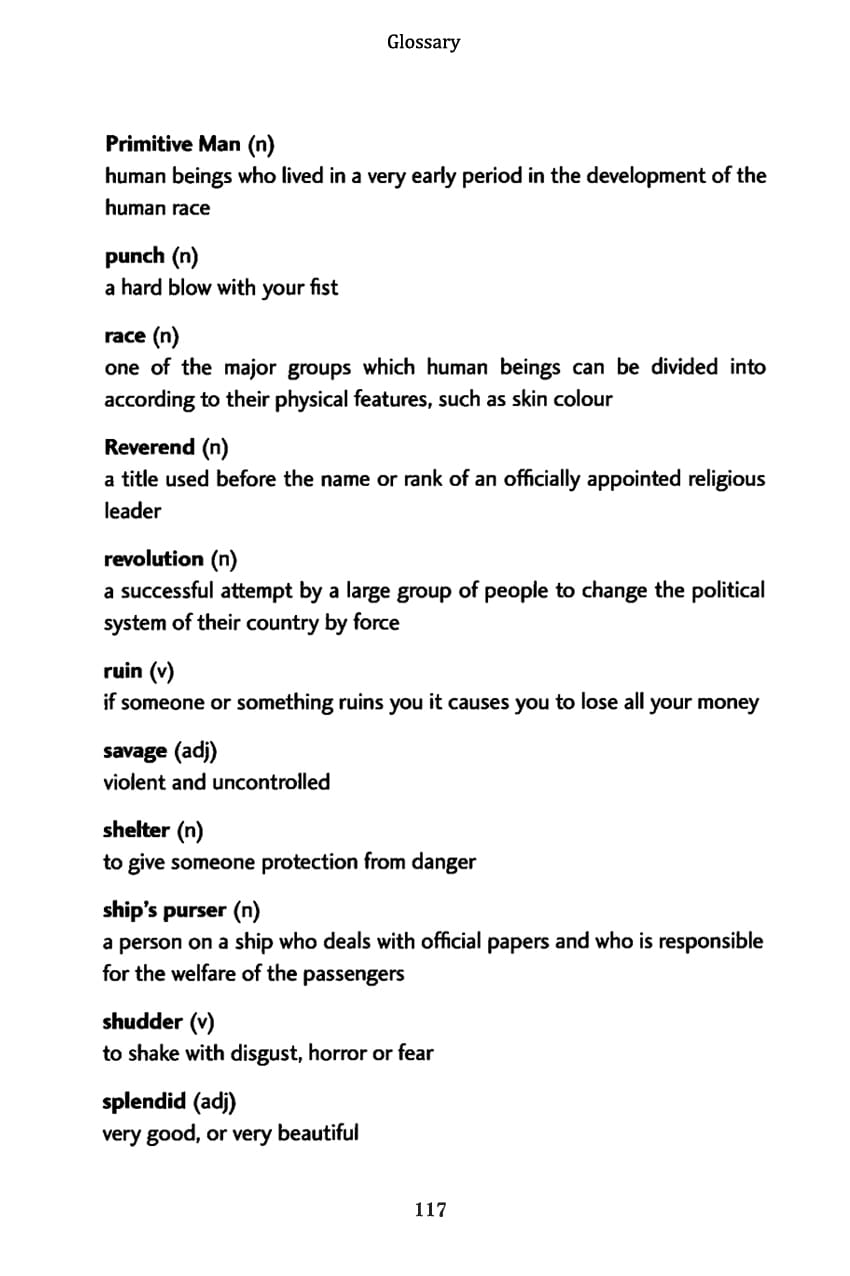 Glossary
Primitive Man (n)
human beings who lived in a very early period in the development of the
human race
punch (n)
a hard blow with your fist
race (n)
one of the major groups which human beings can be divided into
according to their physical features, such as skin colour
Reverend (n)
a title used before the name or rank of an officially appointed religious
leader
revolution (n)
a successful attempt by a large group of people to change the political
system of their country by force
ruin (v)
if someone or something ruins you it causes you to lose all your money
savage (adj)
violent and uncontrolled
shelter (n)
to give someone protection from danger
ship's purser (n)
a person on a ship who deals with official papers and who is responsible
for the welfare of the passengers
shudder (v)
to shake with disgust, horror or fear
splendid (adj)
very good, or very beautiful
117